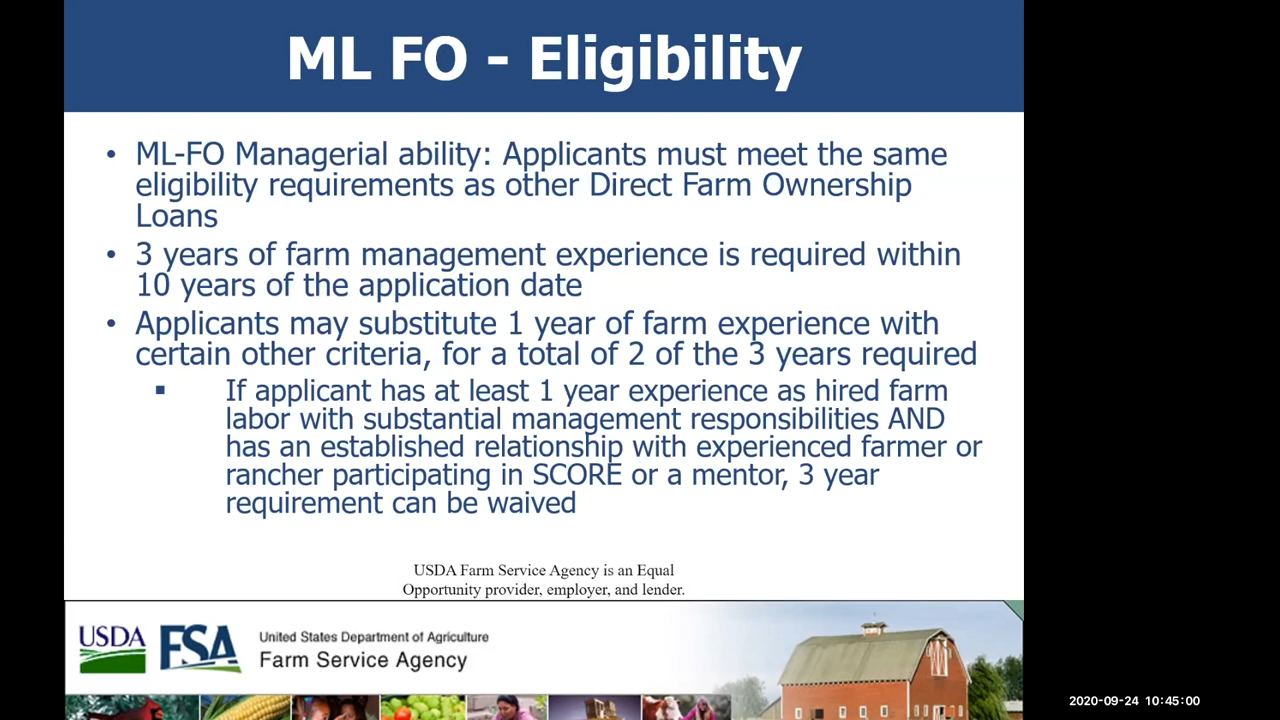 ML FO - Eligibility
• ML-FO Managerial ability: Applicants must meet the same
eligibility requirements as other Direct Farm Ownership
Loans
• 3 years of farm management experience is required within
10 years of the application date
• Applicants may substitute 1 year of farm experience with
certain other criteria, for a total of 2 of the 3 years required
▪ If applicant has at least 1 year experience as hired farm
labor with substantial management responsibilities AND
has an established relationship with experienced farmer or
rancher participating in SCORE or a mentor, 3 year
requirement can be waived
USDA Farm Service Agency is an Equal
Opportunity provider, employer, and lender.
USDA FSA
United States Department of Agriculture
Farm Service Agency
2020-09-24 10:45:00